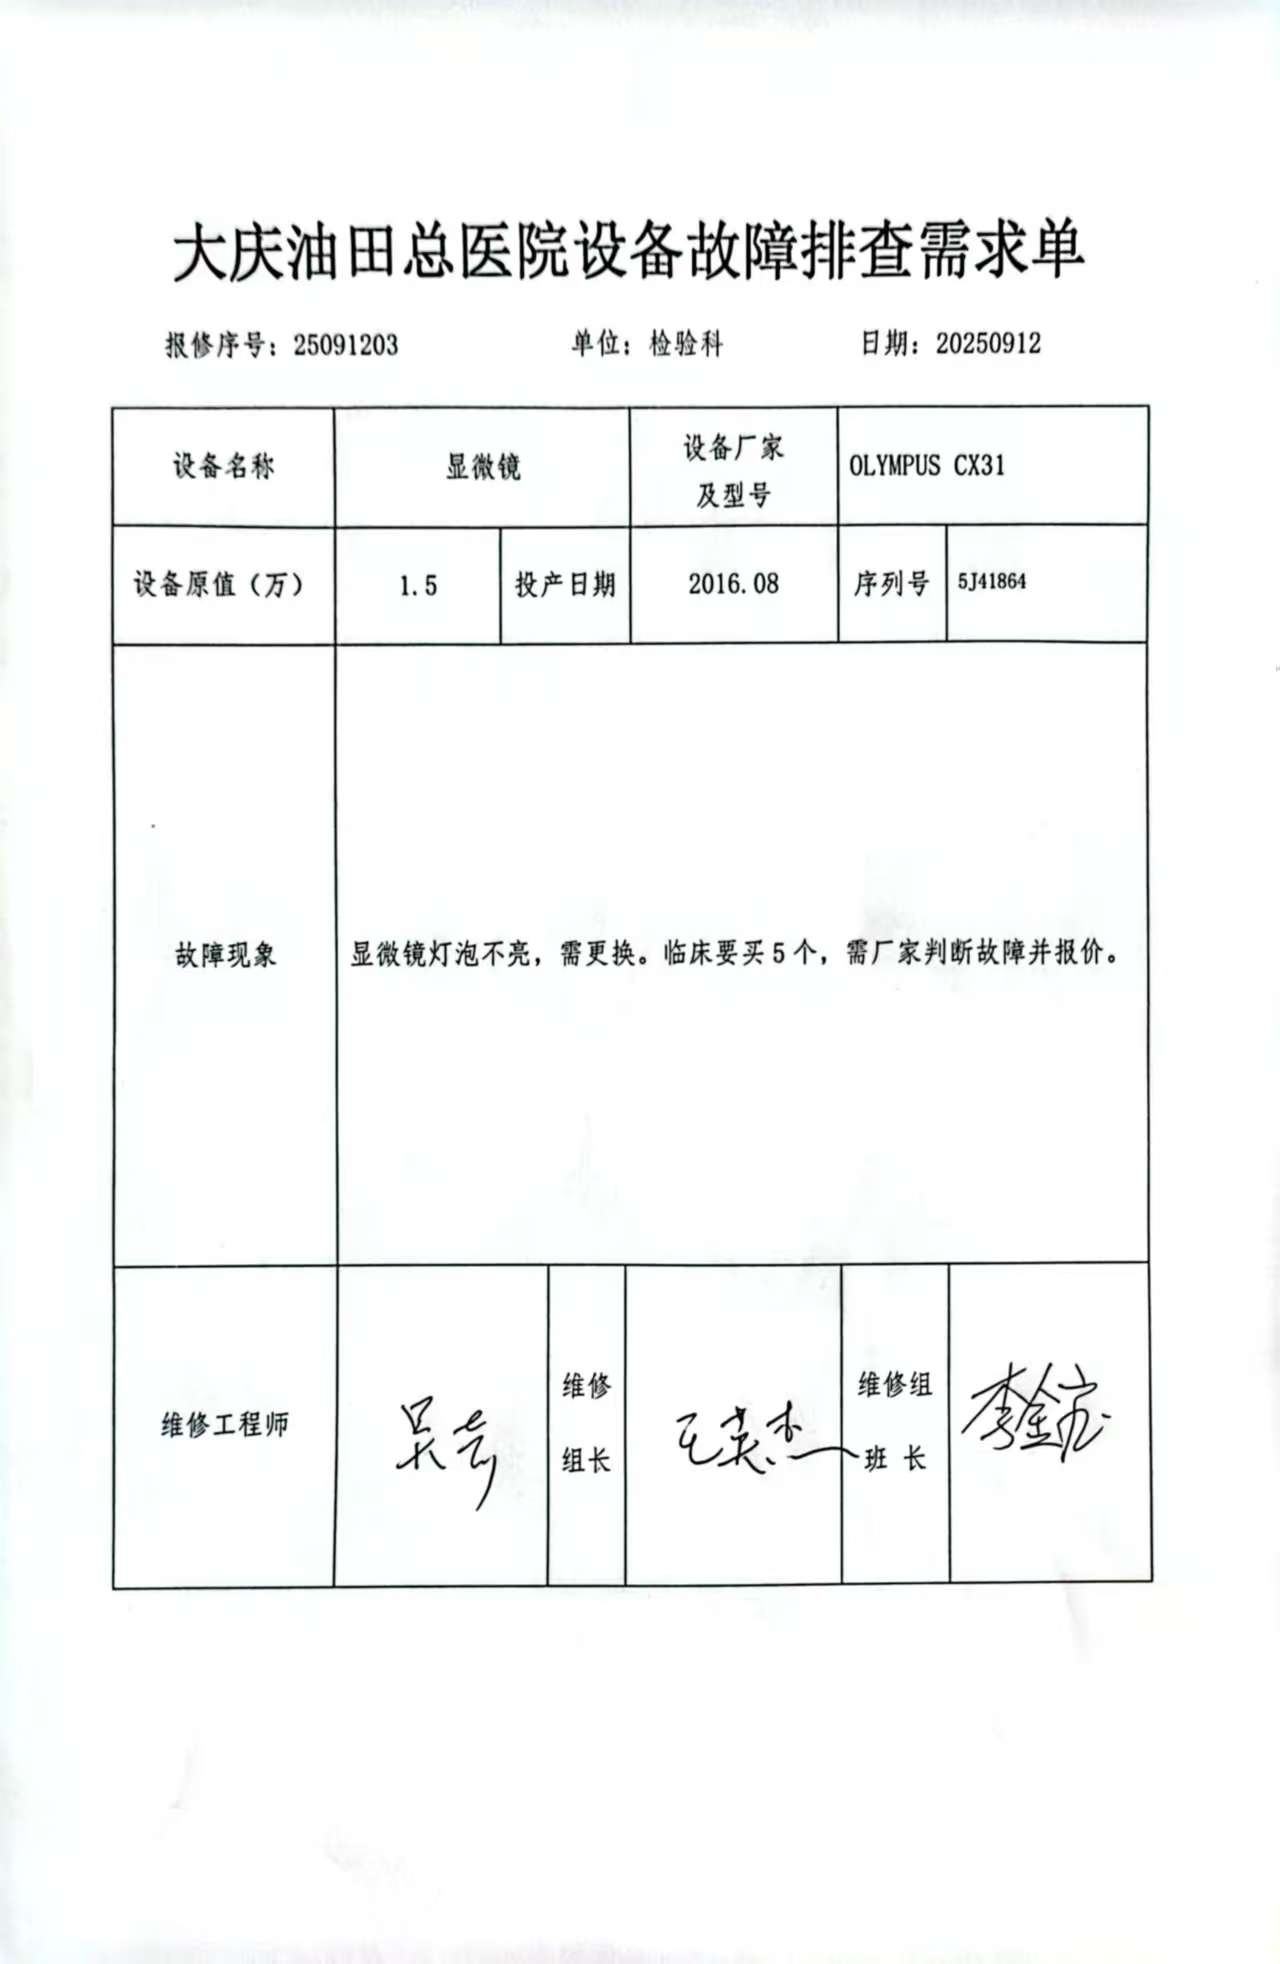 大庆油田总医院设备故障排查需求单
报修序号：25091203 单位：检验科 日期：20250912
设备名称 显微镜 设备厂家及型号 OLYMPUS CX31
设备原值（万） 1.5 投产日期 2016.08 序列号 5J41864
故障现象 显微镜灯泡不亮，需更换。临床要买5个，需厂家判断故障并报价。
维修工程师 维修组长 王英杰 维修组班长